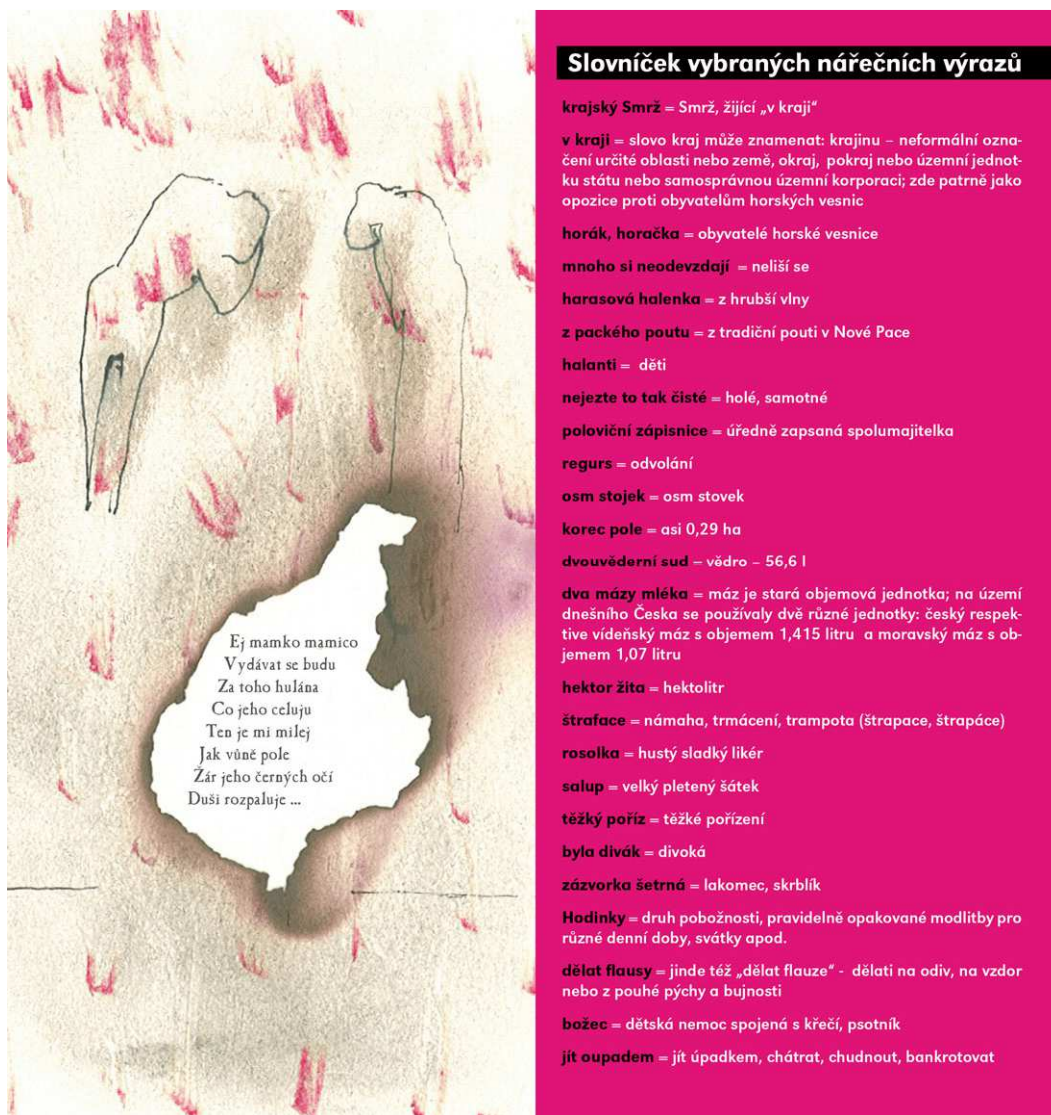 Ej mamko mamico
Vydávat se budu
Za toho hulána
Co jeho celuju
Ten je mi milej
Jak vůně pole
Žár jeho černých očí
Duši rozpaluje ...
Slovníček vybraných nářečních výrazů
krajský Smrž = Smrž, žijící „v kraji“
v kraji = slovo kraj může znamenat: krajinu – neformální ozna-
čení určité oblasti nebo země, okraj, pokraj nebo územní jednot-
ku státu nebo samosprávnou územní korporaci; zde patrně jako
opozice proti obyvatelům horských vesnic
horák, horačka = obyvatelé horské vesnice
mnoho si neodevzdají = neliší se
harasová halenka = z hrubší vlny
z packého poutu = z tradiční pouti v Nové Pace
halanti = děti
nejezte to tak čisté = holé, samotné
poloviční zápisnice = úředně zapsaná spolumajitelka
regurs = odvolání
osm stojek = osm stovek
korec pole = asi 0,29 ha
dvouvěderní sud – vědro – 56,6 l
dva mázy mléka = máz je stará objemová jednotka; na území
dnešního Česka se používaly dvě různé jednotky: český respek-
tive vídeňský máz s objemem 1,415 litru a moravský máz s ob-
jemem 1,07 litru
hektor žita = hektolitr
štraface = námaha, trmácení, trampota (štrapace, štrapáce)
rosolka = hustý sladký likér
salup = velký pletený šátek
těžký poříz = těžké pořízení
byla divák = divoká
zázvorka šetrná = lakomec, skrblík
Hodinky = druh pobožnosti, pravidelně opakované modlitby pro
různé denní doby, svátky apod.
dělat flausy = jinde též „dělat flauze“ - dělati na odiv, na vzdor
nebo z pouhé pýchy a bujnosti
božec = dětská nemoc spojená s křečí, psotník
jít oupadem = jít úpadkem, chátrat, chudnout, bankrotovat